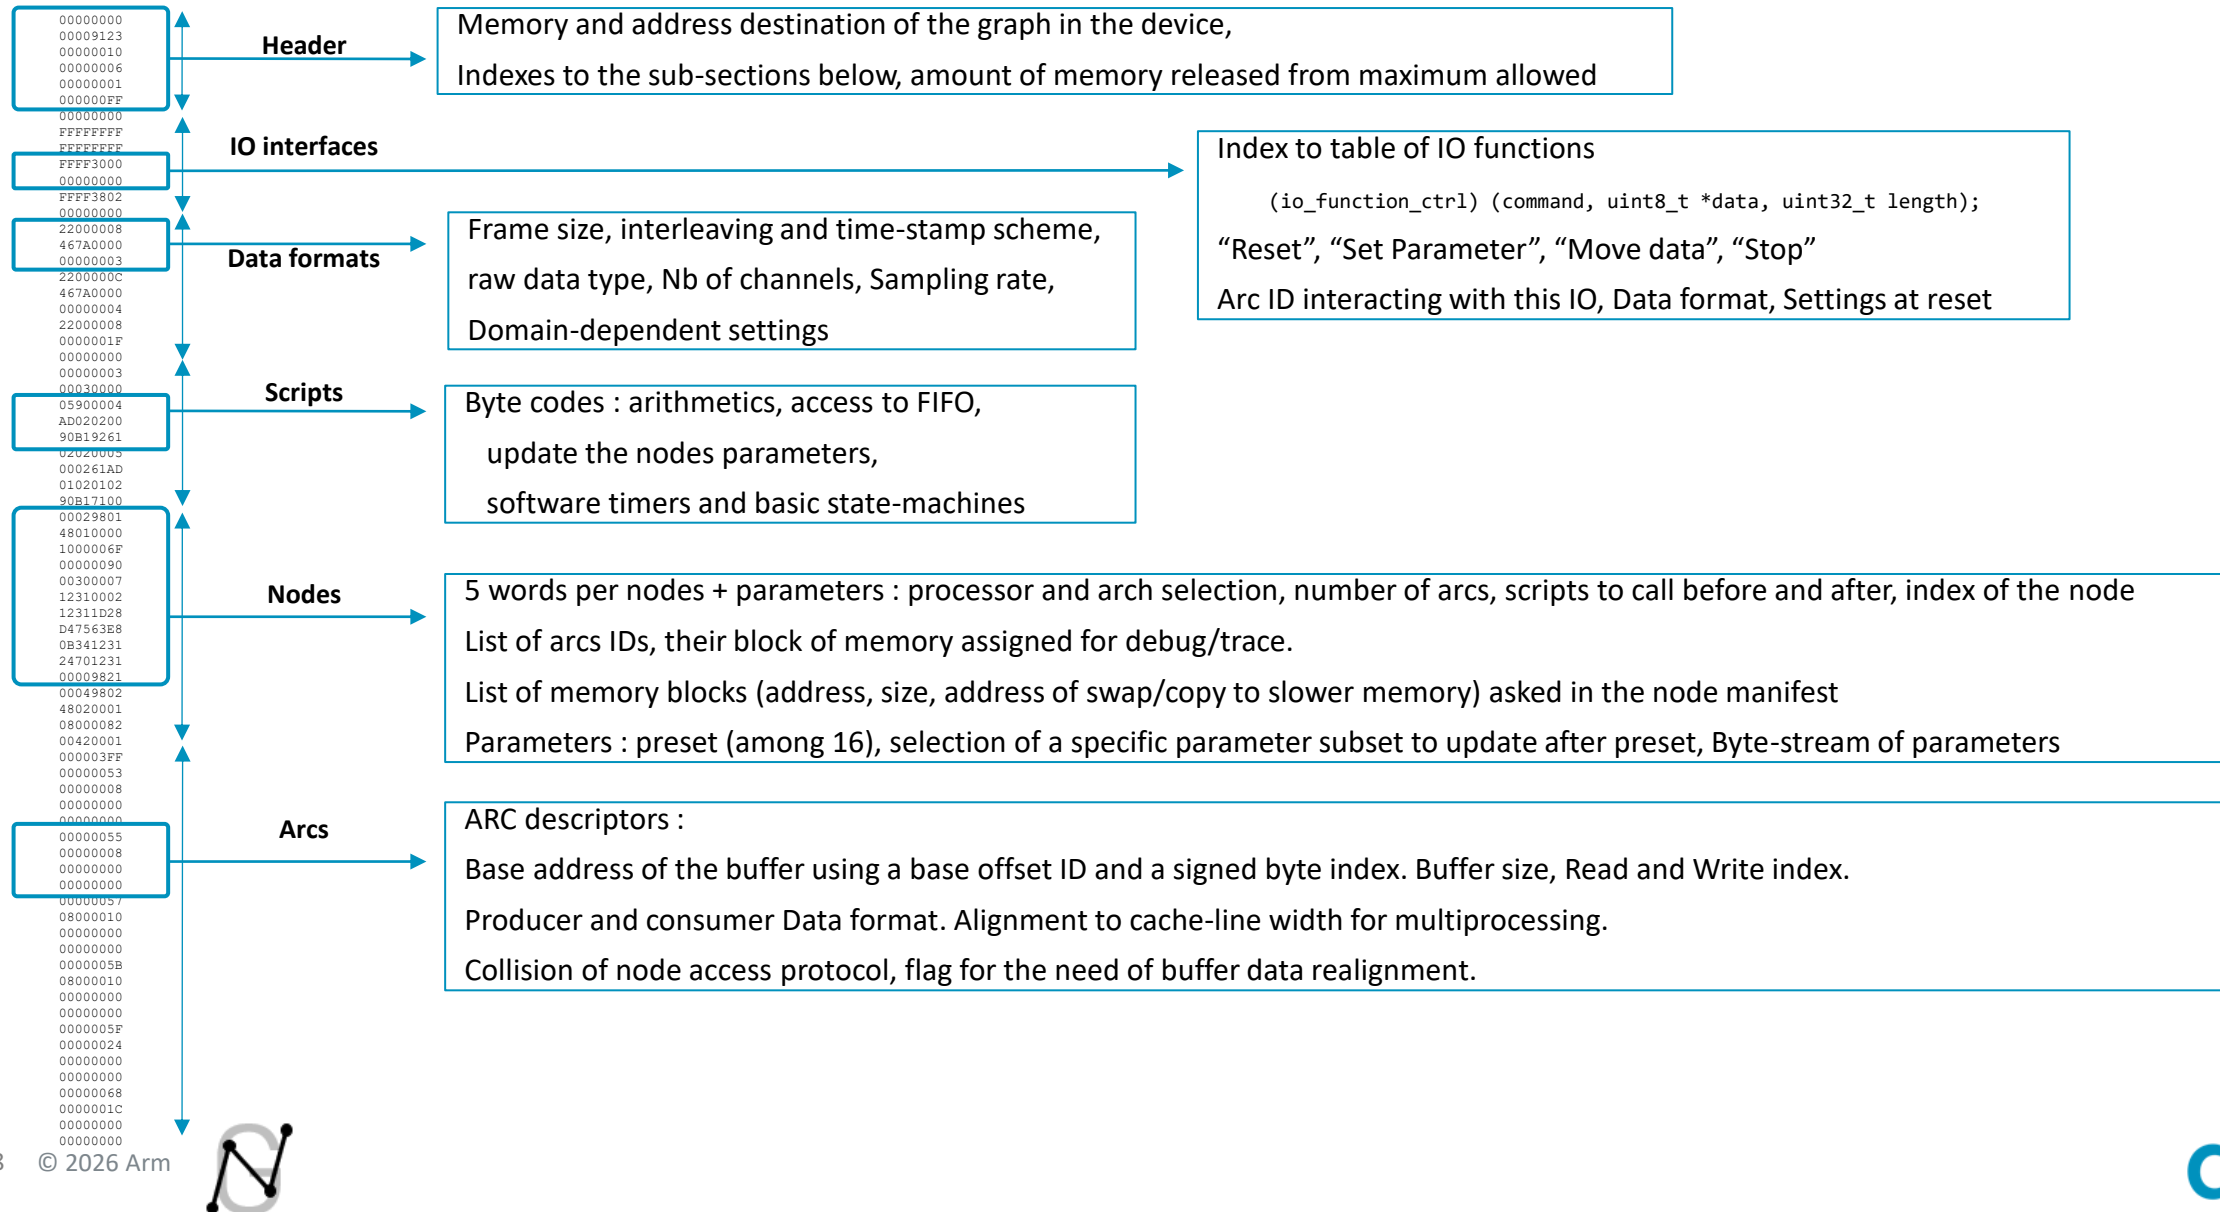 00000000
00009123
00000010
00000006
00000001
000000FF
00000000
FFFFFFFF
FFFFFFFF
FFFF3000
00000000
FFFF3802
00000000
22000008
467A0000
00000003
2200000C
467A0000
00000004
22000008
0000001F
00000000
00000003
00030000
05900004
AD020200
90B19261
02020005
000261AD
01020102
90B17100
00029801
48010000
1000006F
00000090
00300007
12310002
12311D28
D47563E8
0B341231
24701231
00009821
00049802
48020001
08000082
00420001
000003FF
00000053
00000008
00000000
00000000
00000055
00000008
00000000
00000000
00000057
08000010
00000000
00000000
0000005B
08000010
00000000
00000000
0000005F
00000024
00000000
00000000
00000068
0000001C
00000000
00000000
Header
Memory and address destination of the graph in the device,
Indexes to the sub-sections below, amount of memory released from maximum allowed
IO interfaces
Index to table of IO functions
(io_function_ctrl) (command, uint8_t *data, uint32_t length);
“Reset”, “Set Parameter”, “Move data”, “Stop”
Arc ID interacting with this IO, Data format, Settings at reset
Data formats
Frame size, interleaving and time-stamp scheme,
raw data type, Nb of channels, Sampling rate,
Domain-dependent settings
Scripts
Byte codes : arithmetics, access to FIFO,
update the nodes parameters,
software timers and basic state-machines
Nodes
5 words per nodes + parameters : processor and arch selection, number of arcs, scripts to call before and after, index of the node
List of arcs IDs, their block of memory assigned for debug/trace.
List of memory blocks (address, size, address of swap/copy to slower memory) asked in the node manifest
Parameters : preset (among 16), selection of a specific parameter subset to update after preset, Byte-stream of parameters
Arcs
ARC descriptors :
Base address of the buffer using a base offset ID and a signed byte index. Buffer size, Read and Write index.
Producer and consumer Data format. Alignment to cache-line width for multiprocessing.
Collision of node access protocol, flag for the need of buffer data realignment.
© 2026 Arm